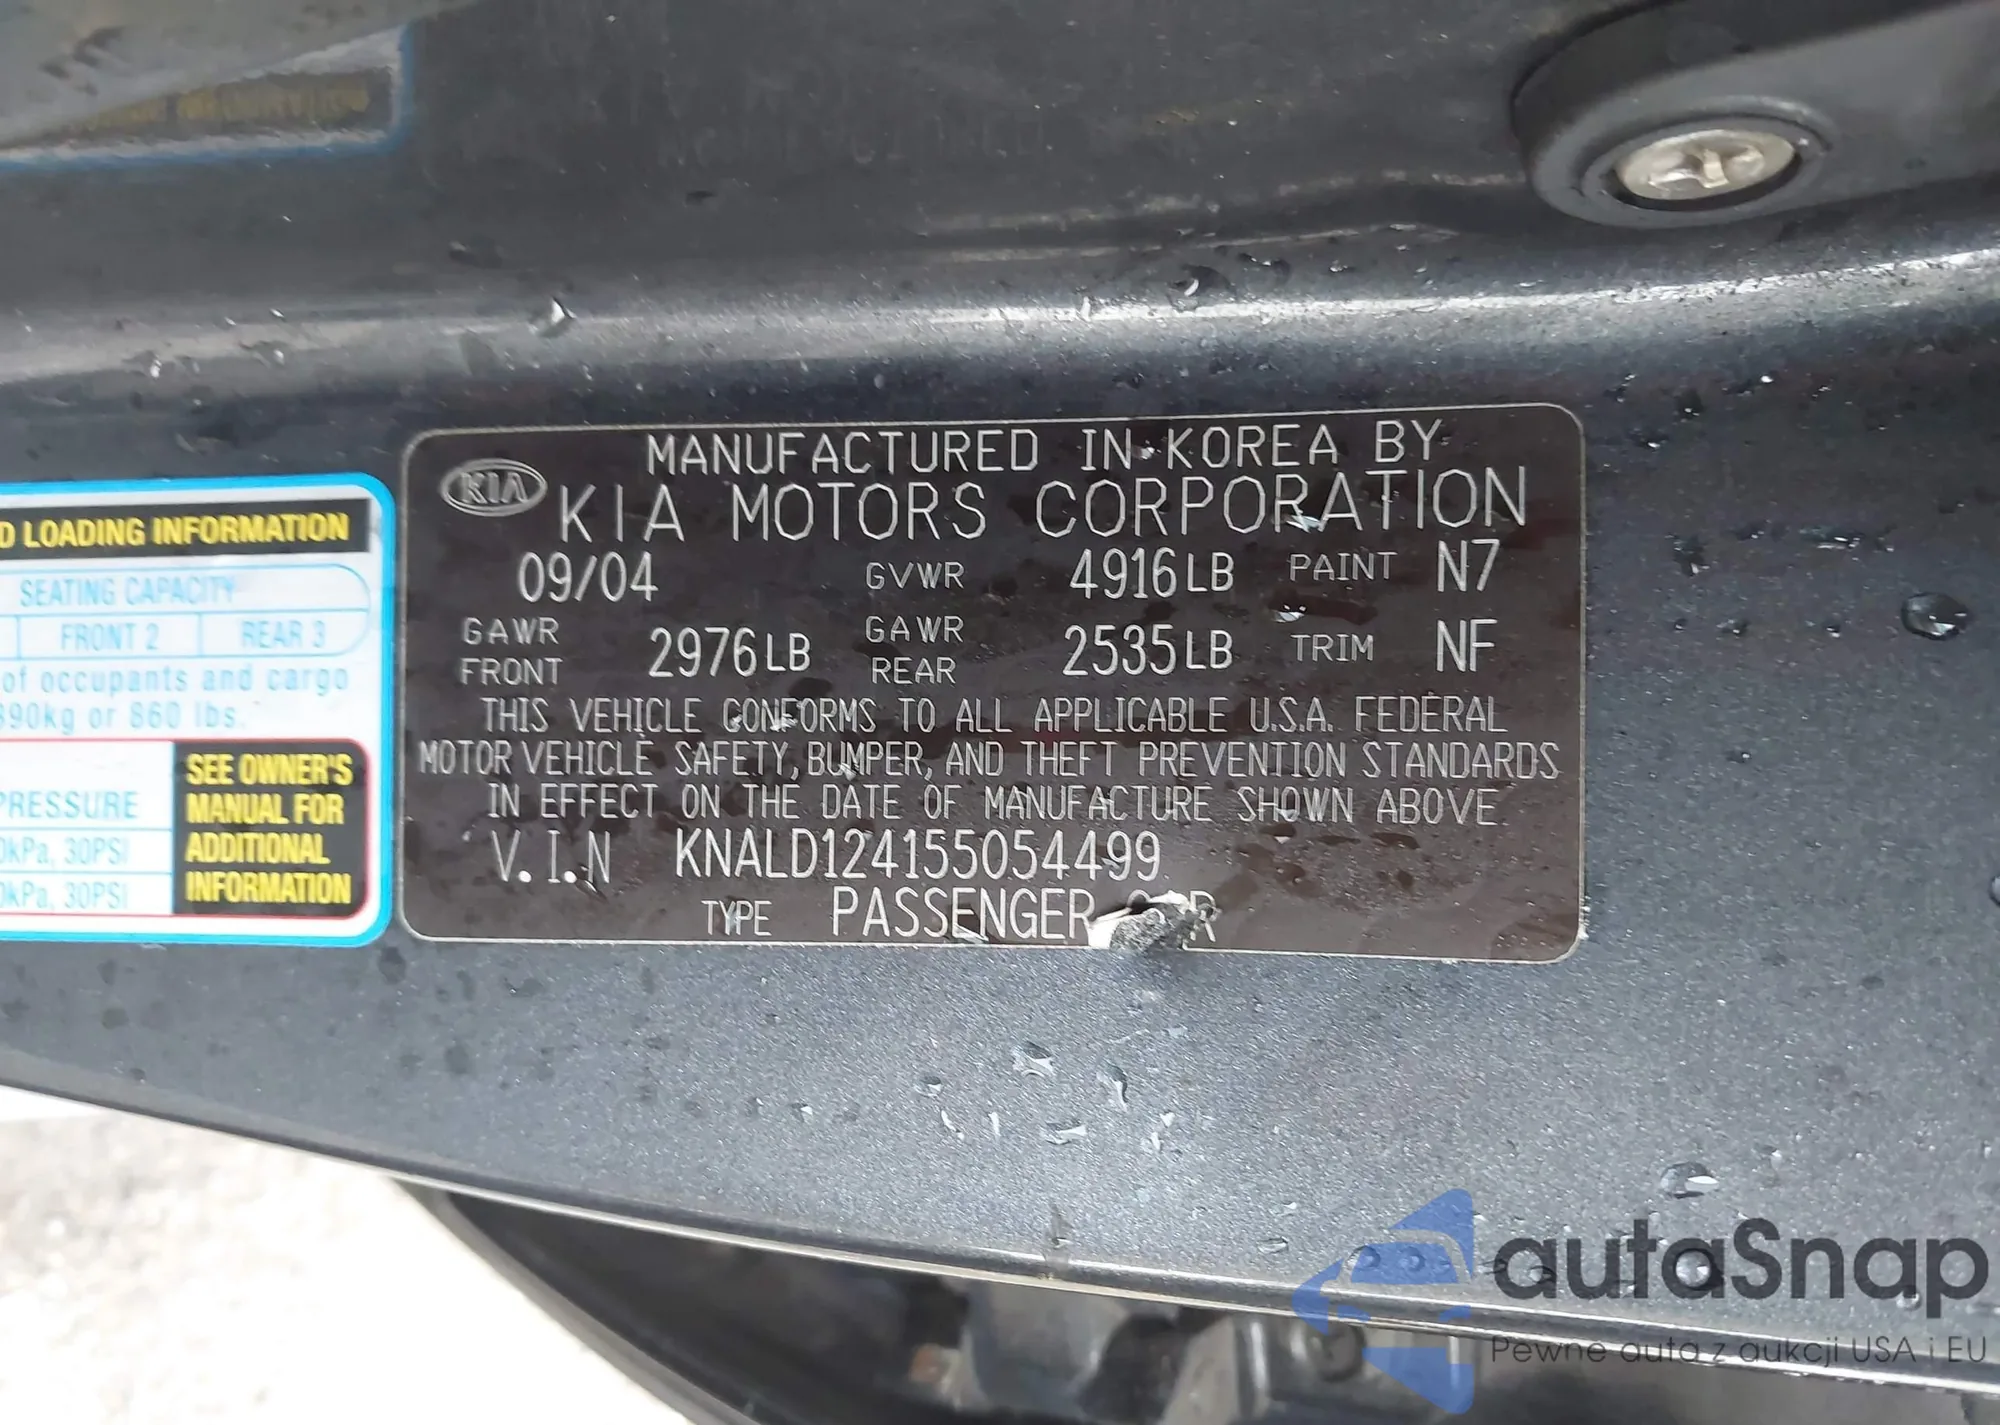 D LOADING INFORMATION
SEATING CAPACITY
FRONT 2 REAR 3
of occupants and cargo
390kg or 860 lbs.
PRESSURE
0kPa, 30PSI
0kPa, 30PSI
SEE OWNER'S
MANUAL FOR
ADDITIONAL
INFORMATION
MANUFACTURED IN KOREA BY
KIA KIA MOTORS CORPORATION
09/04 GVWR 4916LB PAINT N7
GAWR FRONT 2976LB GAWR REAR 2535LB TRIM NF
THIS VEHICLE CONFORMS TO ALL APPLICABLE U.S.A. FEDERAL
MOTOR VEHICLE SAFETY, BUMPER, AND THEFT PREVENTION STANDARDS
IN EFFECT ON THE DATE OF MANUFACTURE SHOWN ABOVE
V.I.N KNALD124155054499
TYPE PASSENGER
autaSnap
Pewne auta z aukcji USA i EU